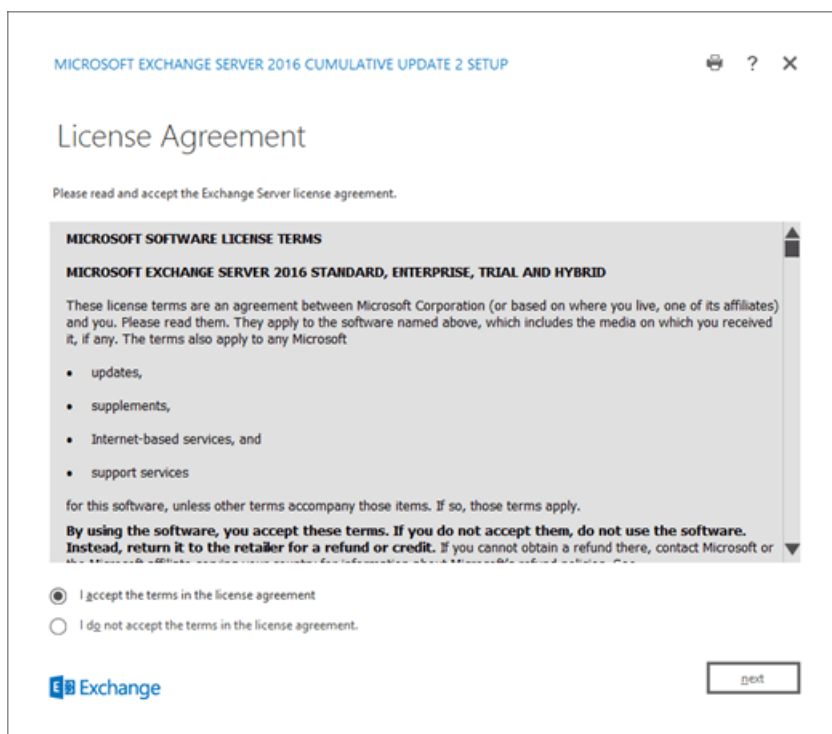 MICROSOFT EXCHANGE SERVER 2016 CUMULATIVE UPDATE 2 SETUP
?
License Agreement
Please read and accept the Exchange Server license agreement.
MICROSOFT SOFTWARE LICENSE TERMS
MICROSOFT EXCHANGE SERVER 2016 STANDARD, ENTERPRISE, TRIAL AND HYBRID
These license terms are an agreement between Microsoft Corporation (or based on where you live, one of its affiliates)
and you. Please read them. They apply to the software named above, which includes the media on which you received
it, if any. The terms also apply to any Microsoft
• updates,
• supplements,
• Internet-based services, and
• support services
for this software, unless other terms accompany those items. If so, those terms apply.
By using the software, you accept these terms. If you do not accept them, do not use the software.
Instead, return it to the retailer for a refund or credit. If you cannot obtain a refund there, contact Microsoft or
I accept the terms in the license agreement
I do not accept the terms in the license agreement.
Exchange
next